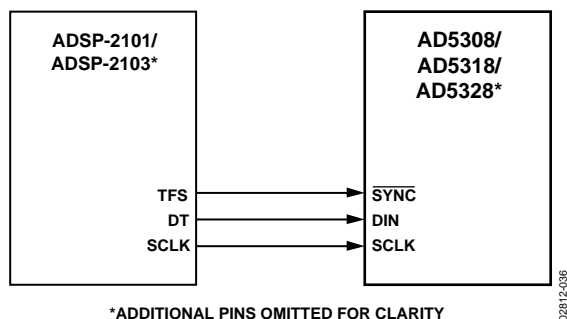 ADSP-2101/
ADSP-2103*
AD5308/
AD5318/
AD5328*
TFS
SYNC
DT
DIN
SCLK
SCLK
*ADDITIONAL PINS OMITTED FOR CLARITY
02812-036